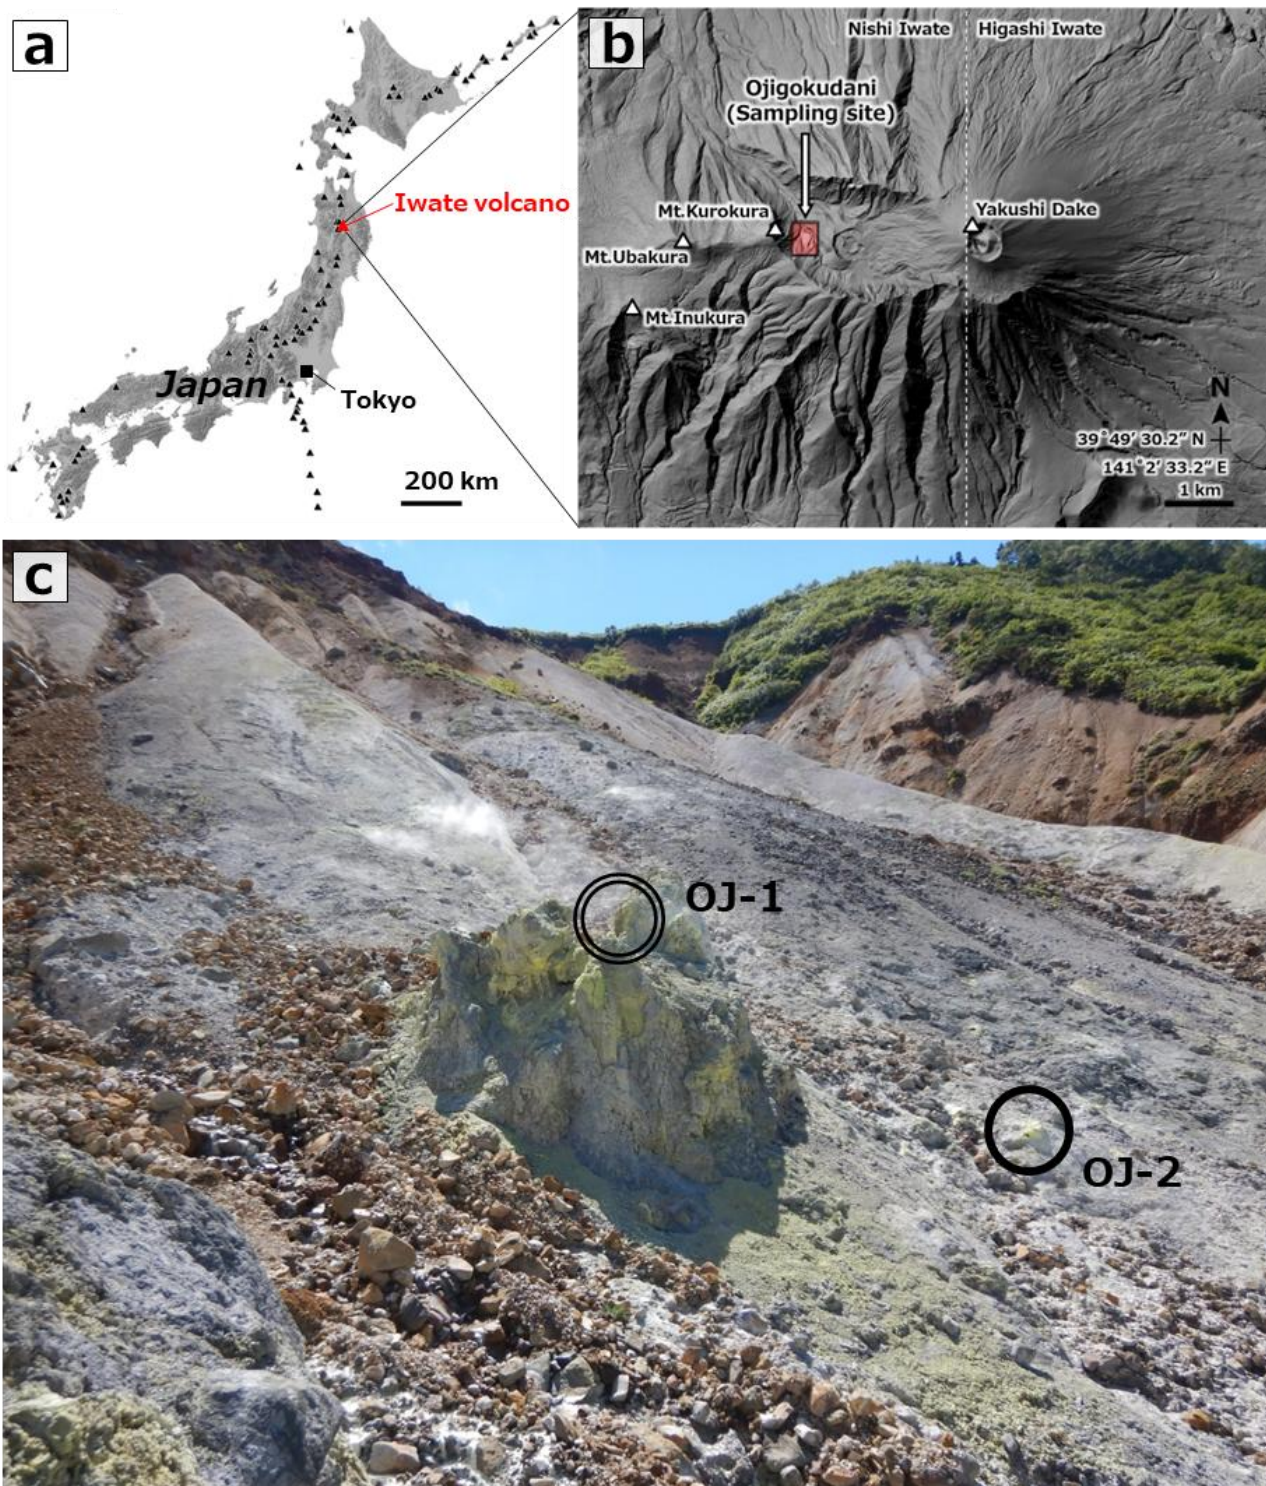 a
Iwate volcano
Japan
Tokyo
200 km
b
Nishi Iwate
Higashi Iwate
Ojigokudani
(Sampling site)
Mt.Kurokura
Yakushi Dake
Mt.Ubakura
Mt.Inukura
N
39°49′ 30.2″ N
141°2′ 33.2″ E
1 km
c
OJ-1
OJ-2